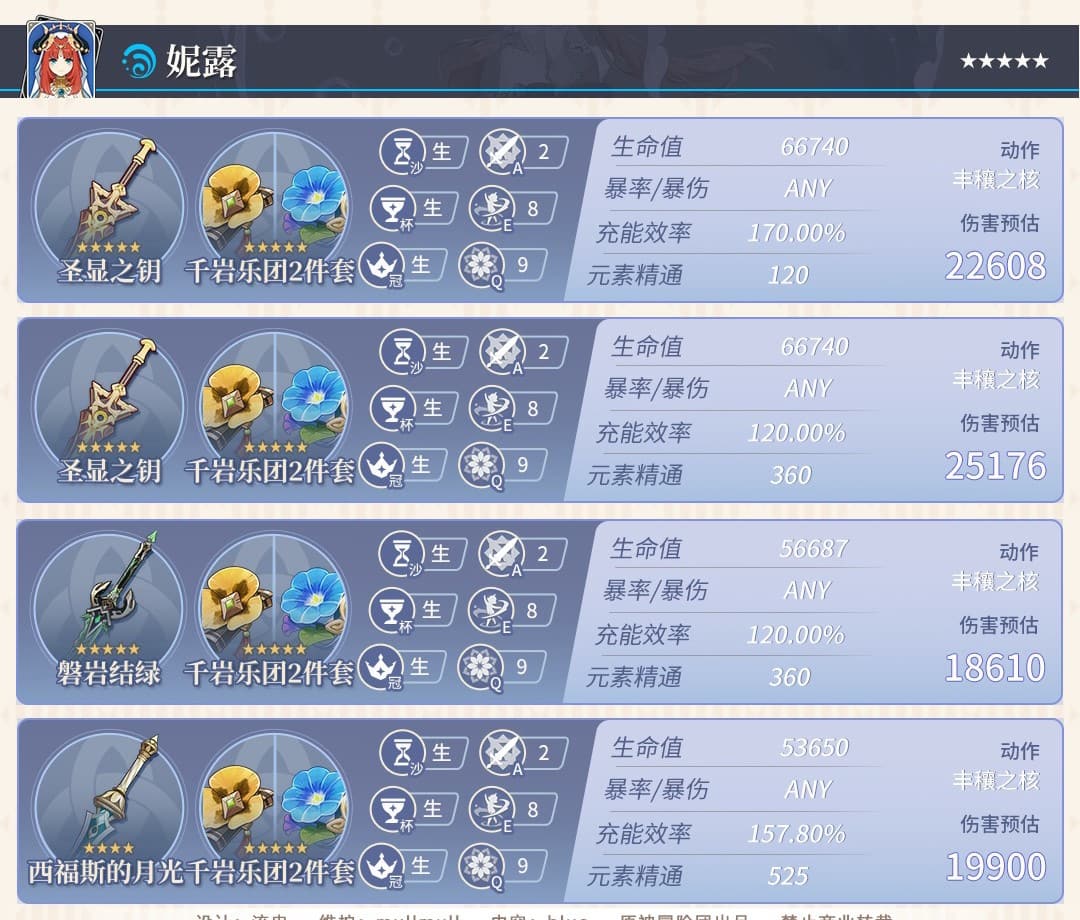 妮露
★★★★★
生 2 生命值 66740 动作
沙 A
丰穰之核
生 8 暴率/暴伤 ANY
杯 E
伤害预估
★★★★★ ★★★★★ 充能效率 170.00%
圣显之钥 千岩乐团2件套 生 9 22608
冠 Q
元素精通 120
生 2 生命值 66740 动作
沙 A
丰穰之核
生 8 暴率/暴伤 ANY
杯 E
伤害预估
★★★★★ ★★★★★ 充能效率 120.00%
圣显之钥 千岩乐团2件套 生 9 25176
冠 Q
元素精通 360
生 2 生命值 56687 动作
沙 A
丰穰之核
生 8 暴率/暴伤 ANY
杯 E
伤害预估
★★★★★ ★★★★★ 充能效率 120.00%
磐岩结绿 千岩乐团2件套 生 9 18610
冠 Q
元素精通 360
生 2 生命值 53650 动作
沙 A
丰穰之核
生 8 暴率/暴伤 ANY
杯 E
伤害预估
★★★★ ★★★★★ 充能效率 157.80%
西福斯的月光 千岩乐团2件套 生 9 19900
冠 Q
元素精通 525